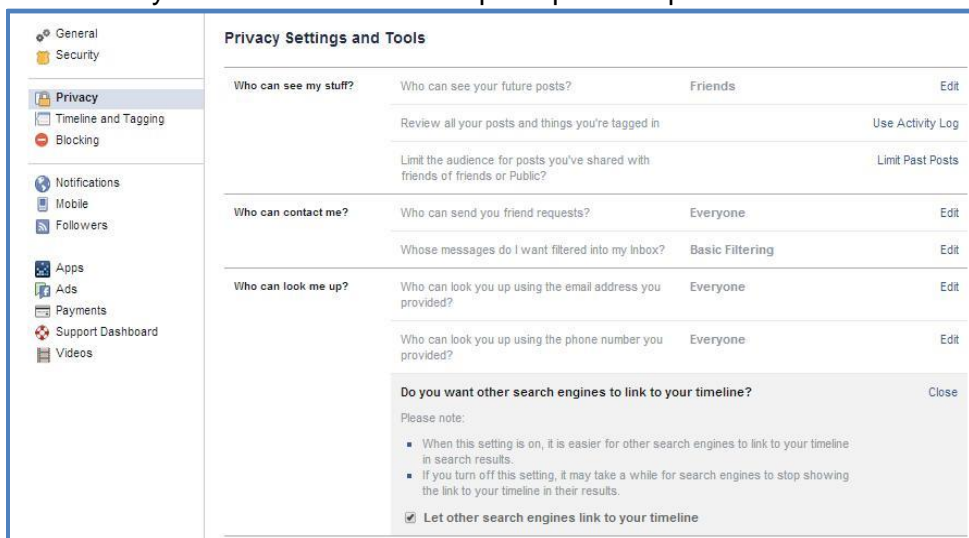 General
Security
Privacy
Timeline and Tagging
Blocking
Notifications
Mobile
Followers
Apps
Ads
Payments
Support Dashboard
Videos
Privacy Settings and Tools
Who can see my stuff?
Who can see your future posts? Friends Edit
Review all your posts and things you're tagged in Use Activity Log
Limit the audience for posts you've shared with Limit Past Posts
friends of friends or Public?
Who can contact me?
Who can send you friend requests? Everyone Edit
Whose messages do I want filtered into my Inbox? Basic Filtering Edit
Who can look me up?
Who can look you up using the email address you Everyone Edit
provided?
Who can look you up using the phone number you Everyone Edit
provided?
Do you want other search engines to link to your timeline? Close
Please note:
When this setting is on, it is easier for other search engines to link to your timeline
in search results.
If you turn off this setting, it may take a while for search engines to stop showing
the link to your timeline in their results.
Let other search engines link to your timeline